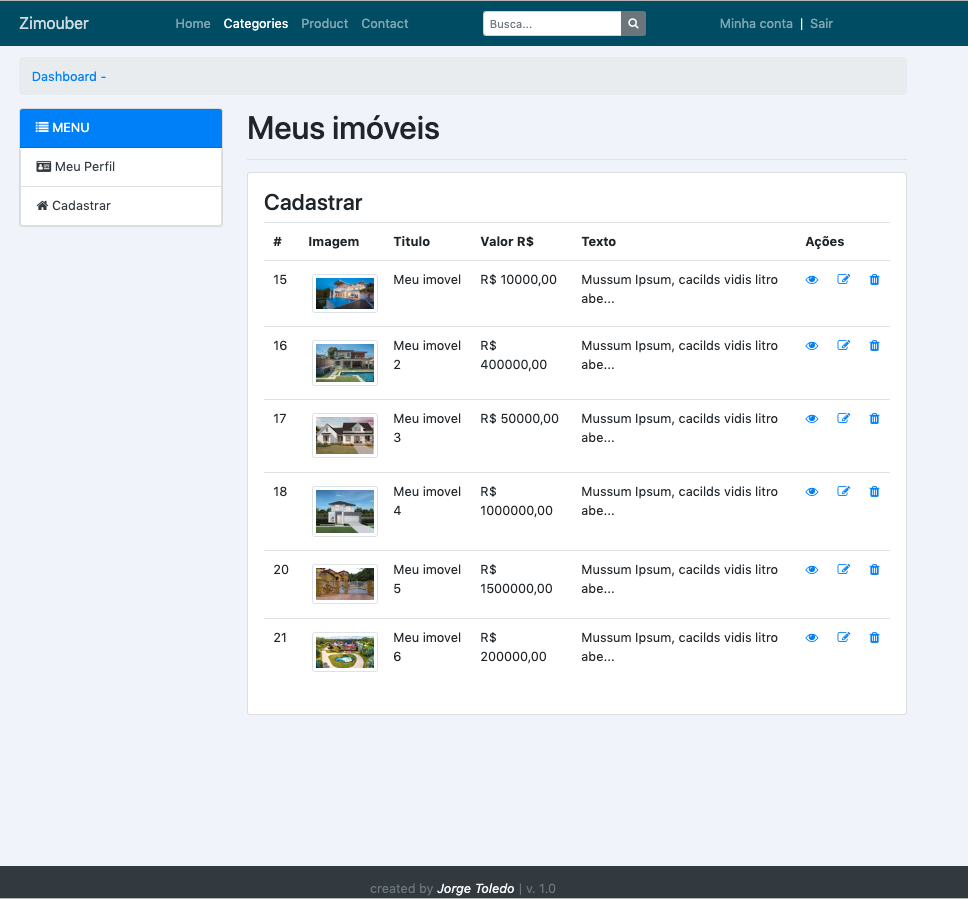 Zimouber Home Categories Product Contact Busca... Minha conta | Sair
Dashboard -
MENU
Meu Perfil
Cadastrar
Meus imóveis
Cadastrar
# Imagem Titulo Valor R$ Texto Ações
15 Meu imovel R$ 10000,00 Mussum Ipsum, cacilds vidis litro
abe...
16 Meu imovel R$ Mussum Ipsum, cacilds vidis litro
2 400000,00 abe...
17 Meu imovel R$ 50000,00 Mussum Ipsum, cacilds vidis litro
3 abe...
18 Meu imovel R$ Mussum Ipsum, cacilds vidis litro
4 1000000,00 abe...
20 Meu imovel R$ Mussum Ipsum, cacilds vidis litro
5 1500000,00 abe...
21 Meu imovel R$ Mussum Ipsum, cacilds vidis litro
6 200000,00 abe...
created by Jorge Toledo | v. 1.0